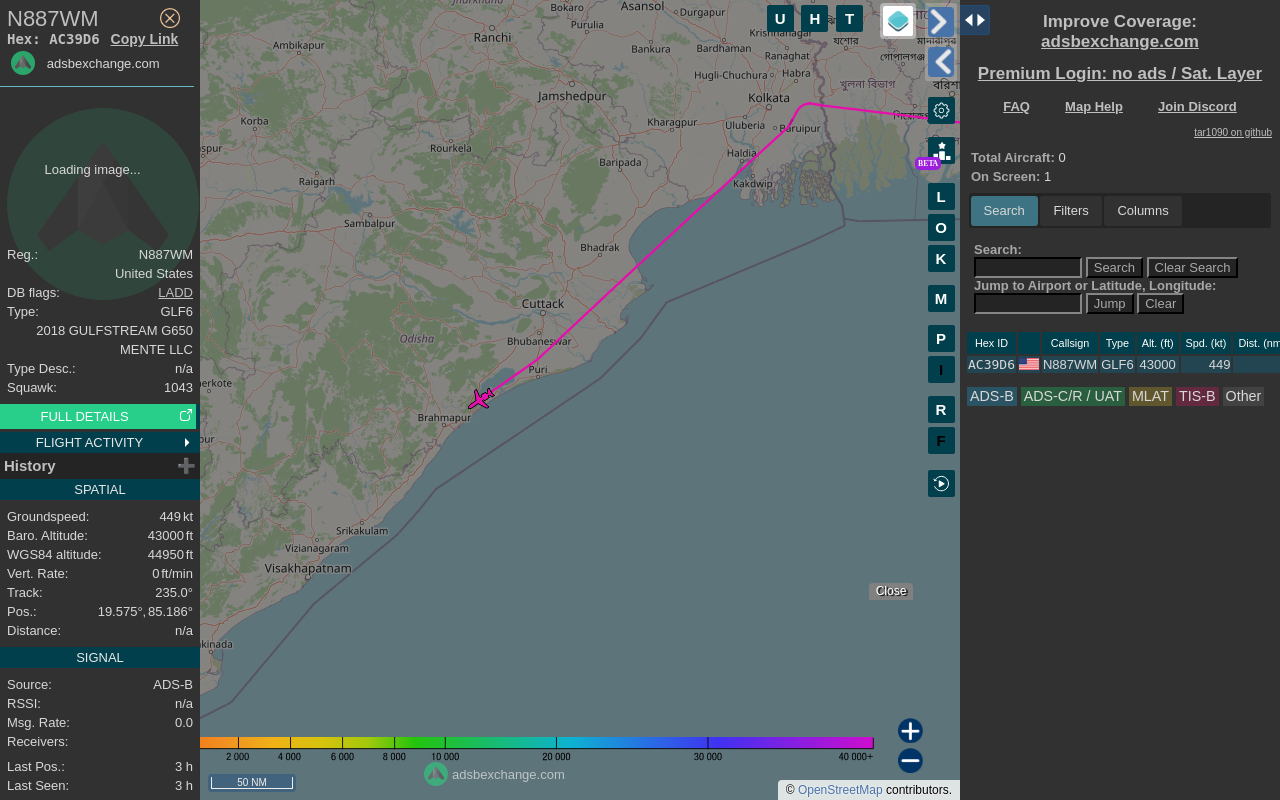 N887WM
Hex: AC39D6 Copy Link
adsbexchange.com
Loading image...
Reg.: N887WM
United States
DB flags: LADD
Type: GLF6
2018 GULFSTREAM G650
MENTE LLC
Type Desc.: n/a
Squawk: 1043
FULL DETAILS
FLIGHT ACTIVITY
History
SPATIAL
Groundspeed: 449 kt
Baro. Altitude: 43000 ft
WGS84 altitude: 44950 ft
Vert. Rate: 0 ft/min
Track: 235.0°
Pos.: 19.575°, 85.186°
Distance: n/a
SIGNAL
Source: ADS-B
RSSI: n/a
Msg. Rate: 0.0
Receivers:
Last Pos.: 3 h
Last Seen: 3 h
Jharkhand
Bokaro
Asansol
Durgapur
Purulia
Ranchi
Ambikapur
Bankura
Bardhaman
Krishnanagar
যশোর
Ranaghat
গোপালগঞ্জ
Hugli-Chuchura
Habra
খুলনা বিভাগ
Jamshedpur
Kolkata
Korba
Kharagpur
Uluberia
Baruipur
Rourkela
Haldia
Baripada
Raigarh
Kakdwip
Sambalpur
Bhadrak
Cuttack
Odisha
Bhubaneswar
Puri
Brahmapur
Srikakulam
Vizianagaram
Visakhapatnam
U H T
BETA
L
O
K
M
P
I
R
F
Close
2 000 4 000 6 000 8 000 10 000 20 000 30 000 40 000+
50 NM
adsbexchange.com
© OpenStreetMap contributors.
Improve Coverage:
adsbexchange.com
Premium Login: no ads / Sat. Layer
FAQ Map Help Join Discord
tar1090 on github
Total Aircraft: 0
On Screen: 1
Search Filters Columns
Search:
Search Clear Search
Jump to Airport or Latitude, Longitude:
Jump Clear
Hex ID Callsign Type Alt. (ft) Spd. (kt) Dist. (nm
AC39D6 N887WM GLF6 43000 449
ADS-B ADS-C/R / UAT MLAT TIS-B Other